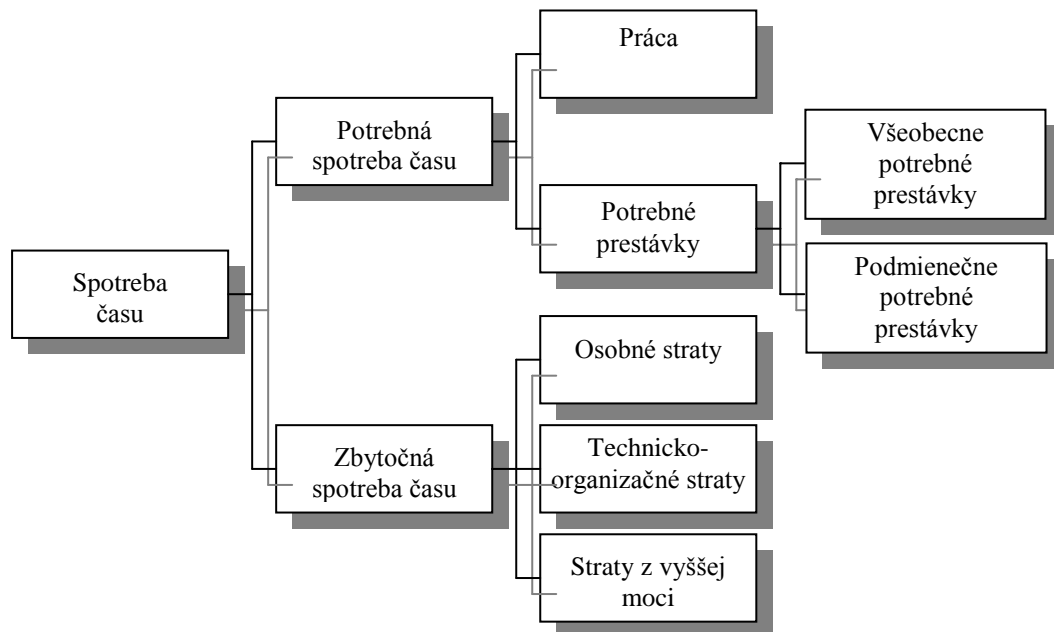 Práca
Potrebná
spotreba času
Všeobecne
potrebné
prestávky
Potrebné
prestávky
Spotreba
času
Podmienečne
potrebné
prestávky
Osobné straty
Zbytočná
spotreba času
Technicko-
organizačné straty
Straty z vyššej
moci